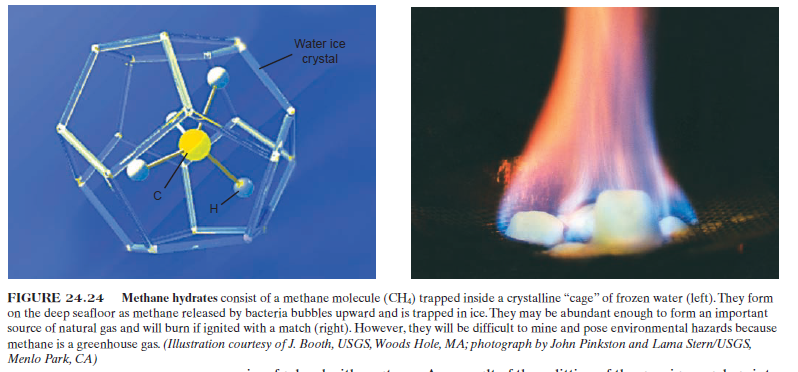 Water ice
crystal
C
H
FIGURE 24.24 Methane hydrates consist of a methane molecule (CH₄) trapped inside a crystalline “cage” of frozen water (left). They form
on the deep seafloor as methane released by bacteria bubbles upward and is trapped in ice. They may be abundant enough to form an important
source of natural gas and will burn if ignited with a match (right). However, they will be difficult to mine and pose environmental hazards because
methane is a greenhouse gas. (Illustration courtesy of J. Booth, USGS, Woods Hole, MA; photograph by John Pinkston and Lama Stern/USGS,
Menlo Park, CA)